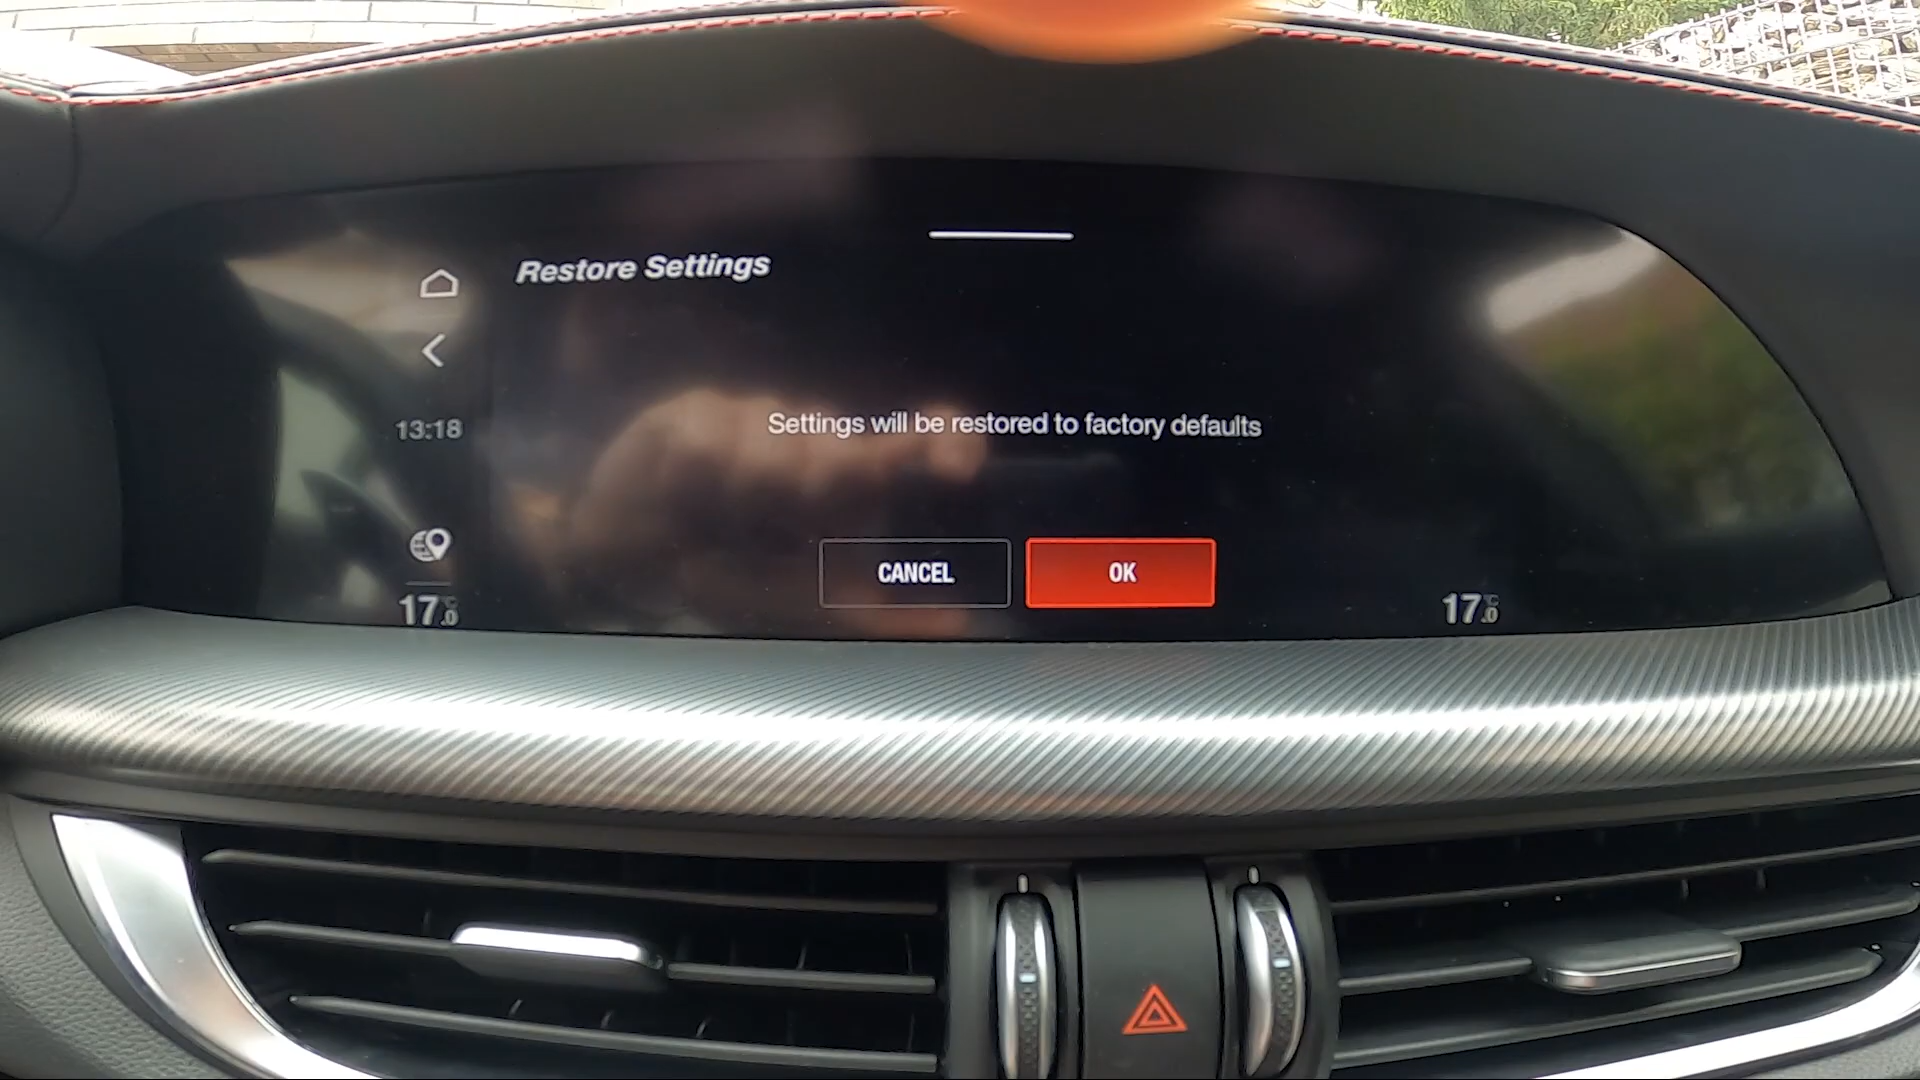 Restore Settings
13:18
Settings will be restored to factory defaults
CANCEL
OK
17.0°C
17.0°C